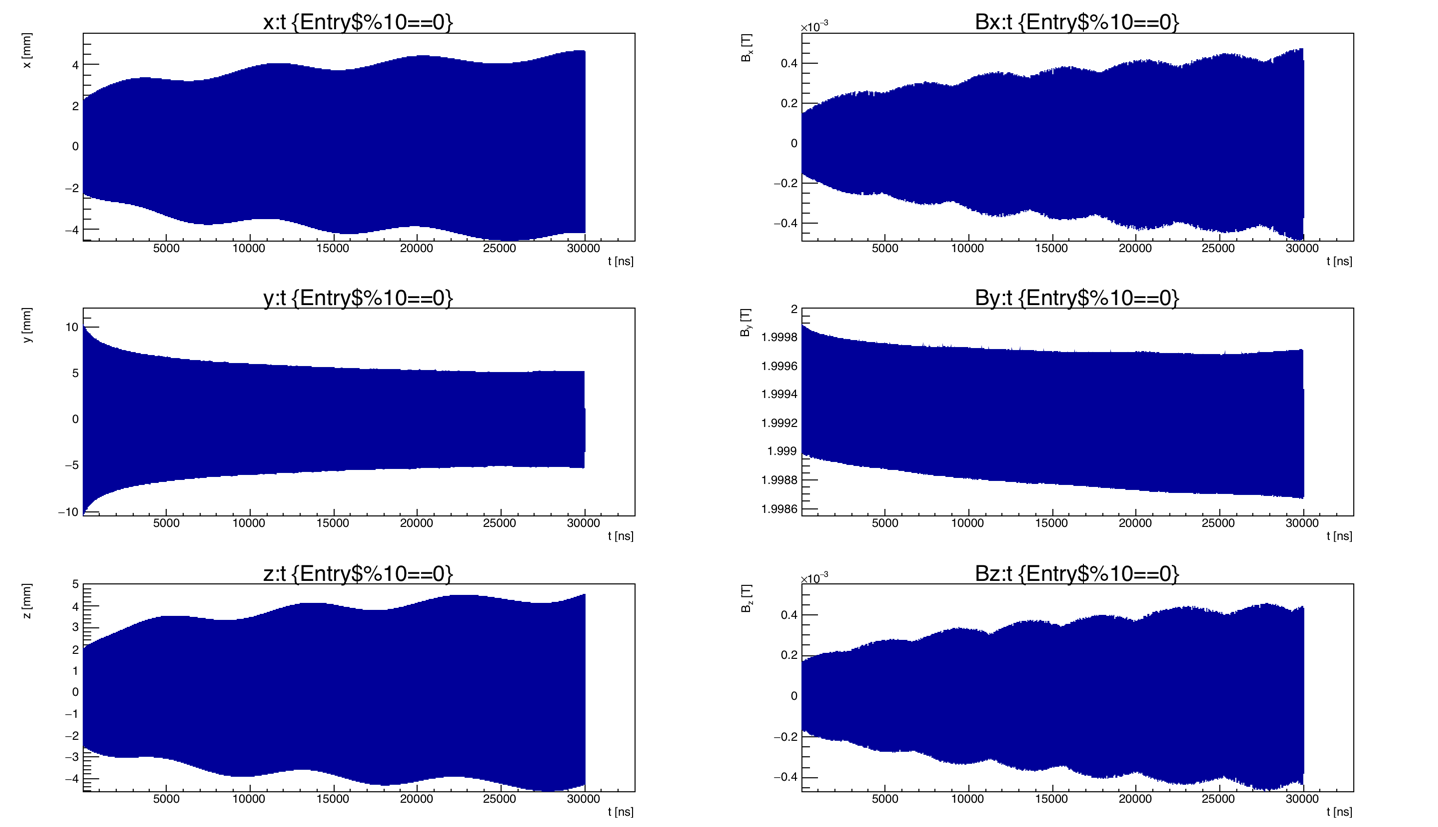 x:t {Entry$%10==0}
x [mm]
4
2
0
−2
−4
5000 10000 15000 20000 25000 30000
t [ns]
Bx:t {Entry$%10==0}
×10⁻³
Bₓ [T]
0.4
0.2
0
−0.2
−0.4
5000 10000 15000 20000 25000 30000
t [ns]
y:t {Entry$%10==0}
y [mm]
10
5
0
−5
−10
5000 10000 15000 20000 25000 30000
t [ns]
By:t {Entry$%10==0}
B_y [T]
2
1.9998
1.9996
1.9994
1.9992
1.999
1.9988
1.9986
5000 10000 15000 20000 25000 30000
t [ns]
z:t {Entry$%10==0}
z [mm]
5
4
3
2
1
0
−1
−2
−3
−4
5000 10000 15000 20000 25000 30000
t [ns]
Bz:t {Entry$%10==0}
×10⁻³
B_z [T]
0.4
0.2
0
−0.2
−0.4
5000 10000 15000 20000 25000 30000
t [ns]